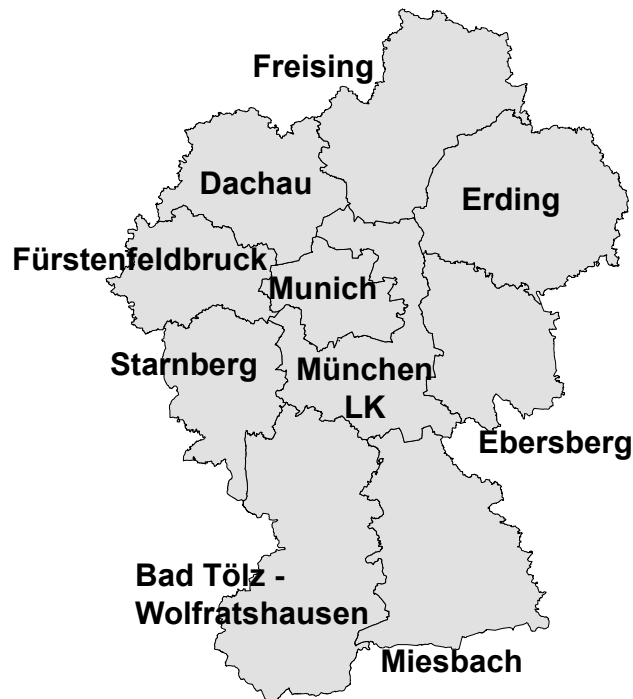 Freising
Dachau
Erding
Fürstenfeldbruck
Munich
Starnberg
München
LK
Ebersberg
Bad Tölz -
Wolfratshausen
Miesbach